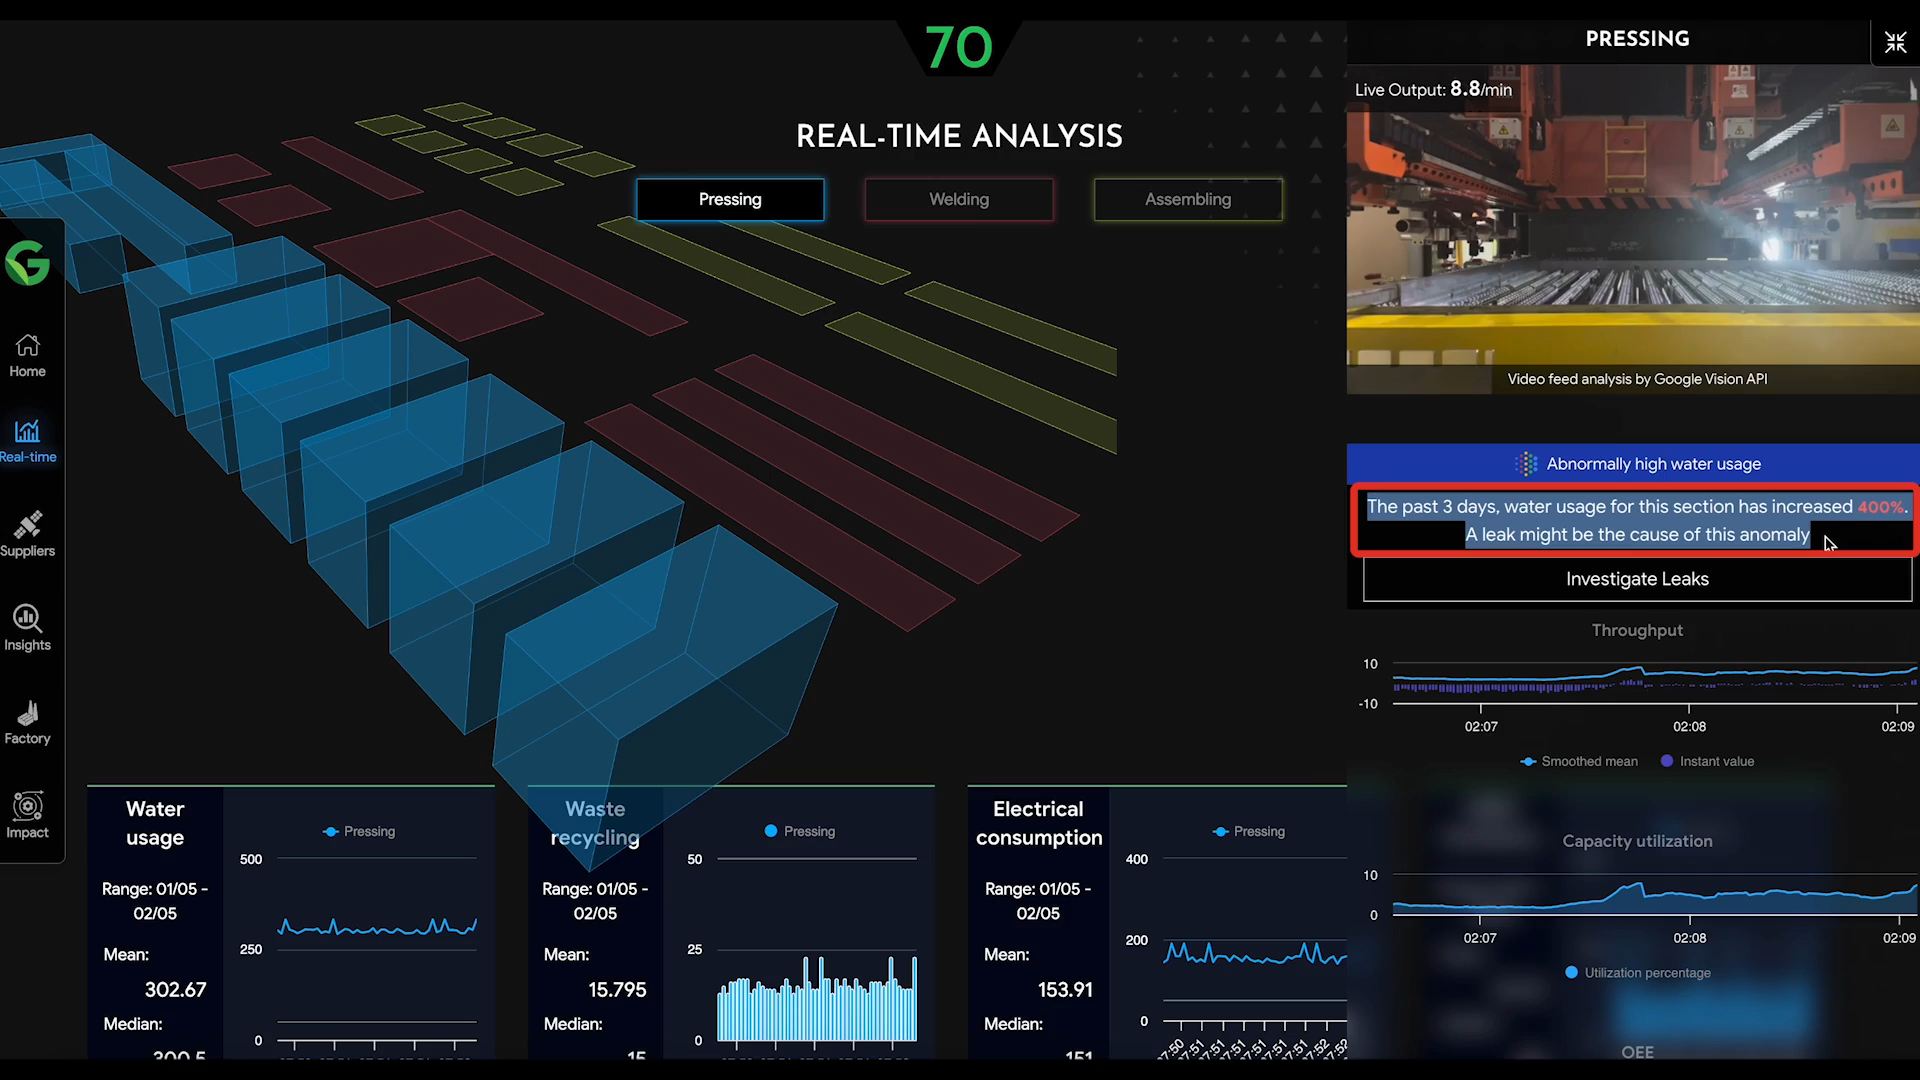 70
REAL-TIME ANALYSIS
Pressing
Welding
Assembling
Home
Real-time
Suppliers
Insights
Factory
Impact
PRESSING
Live Output: 8.8/min
Video feed analysis by Google Vision API
Abnormally high water usage
The past 3 days, water usage for this section has increased 400%.
A leak might be the cause of this anomaly
Investigate Leaks
Throughput
10
-10
02:07
02:08
02:09
Smoothed mean
Instant value
Capacity utilization
10
0
02:07
02:08
02:09
Utilization percentage
OEE
Water
usage
Range: 01/05 -
02/05
Mean:
302.67
Median:
300.5
Pressing
500
250
0
Waste
recycling
Range: 01/05 -
02/05
Mean:
15.795
Median:
15
Pressing
50
25
0
Electrical
consumption
Range: 01/05 -
02/05
Mean:
153.91
Median:
151
Pressing
400
200
0